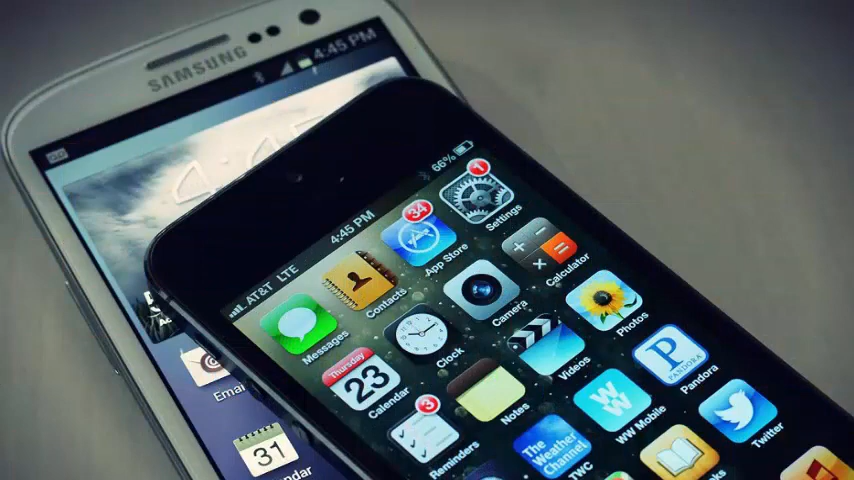 SAMSUNG
4:45 PM
4:45
Email
31
AT&T LTE
4:45 PM
66%
Messages
Contacts
34
App Store
1
Settings
Thursday
23
Calendar
Clock
Camera
Calculator
3
Reminders
Notes
Videos
Photos
The
Weather
Channel
TWC
W
W
WW Mobile
P
PANDORA
Pandora
Twitter